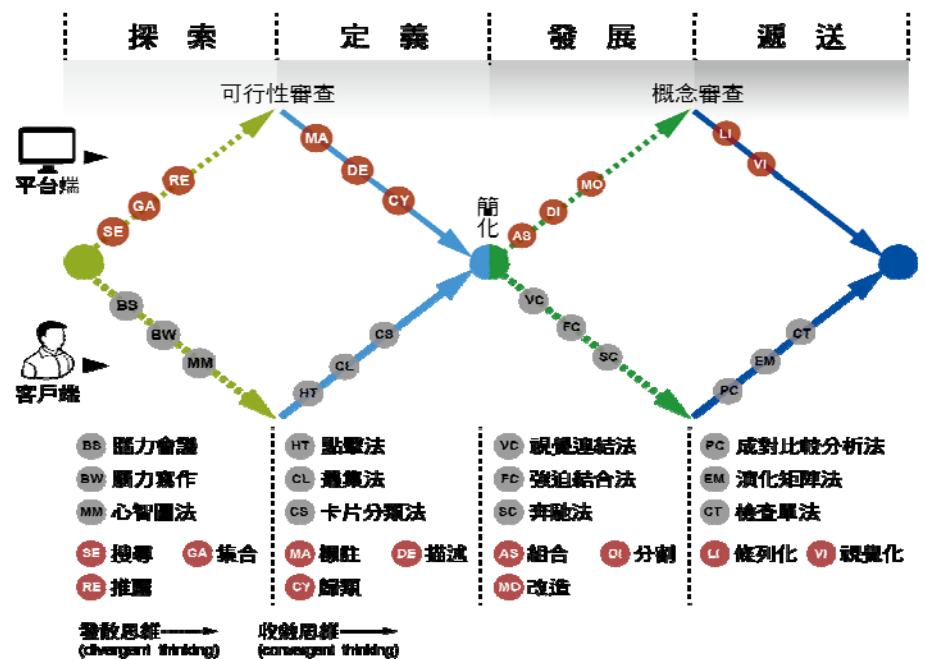 探索 定義 發展 遞送
可行性審查 概念審查
平台端
SE GA RE
MA DE CY
簡化
AS DI MO
LI VI
BS BW MM
HT CL CS
VC FC SC
PC EM CT
客戶端
BS 腦力會議 HT 點擊法 VC 視覺連結法 PC 成對比較分析法
BW 腦力寫作 CL 選集法 FC 強迫結合法 EM 演化矩陣法
MM 心智圖法 CS 卡片分類法 SC 奔馳法 CT 檢查單法
SE 搜尋 GA 集合 MA 標註 DE 描述 AS 組合 DI 分割 LI 條列化 VI 視覺化
RE 推薦 CY 歸類 MO 改造
發散思維 收斂思維
(divergent thinking) (convergent thinking)